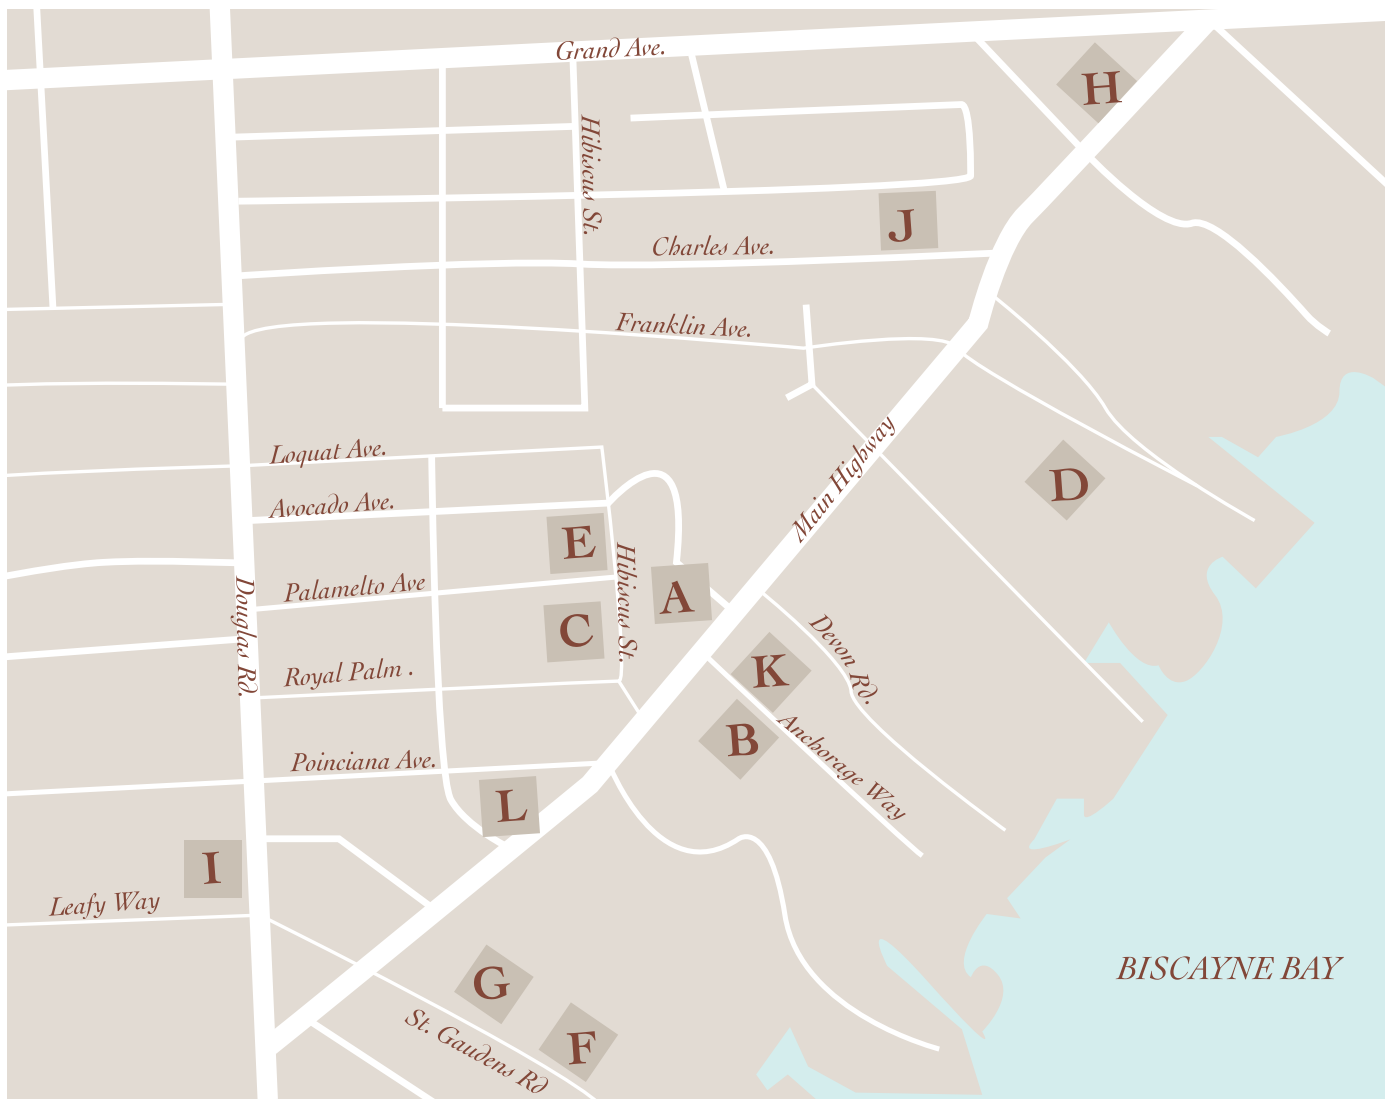 Grand Ave.
H
Hibiscus St.
J
Charles Ave.
Franklin Ave.
Main Highway
Loquat Ave.
Avocado Ave.
D
E
Hibiscus St.
Palamelto Ave
A
Douglas Rd.
C
Devon Rd.
Royal Palm .
K
B
Anchorage Way
Poinciana Ave.
L
I
Leafy Way
BISCAYNE BAY
G
St. Gaudens Rd
F